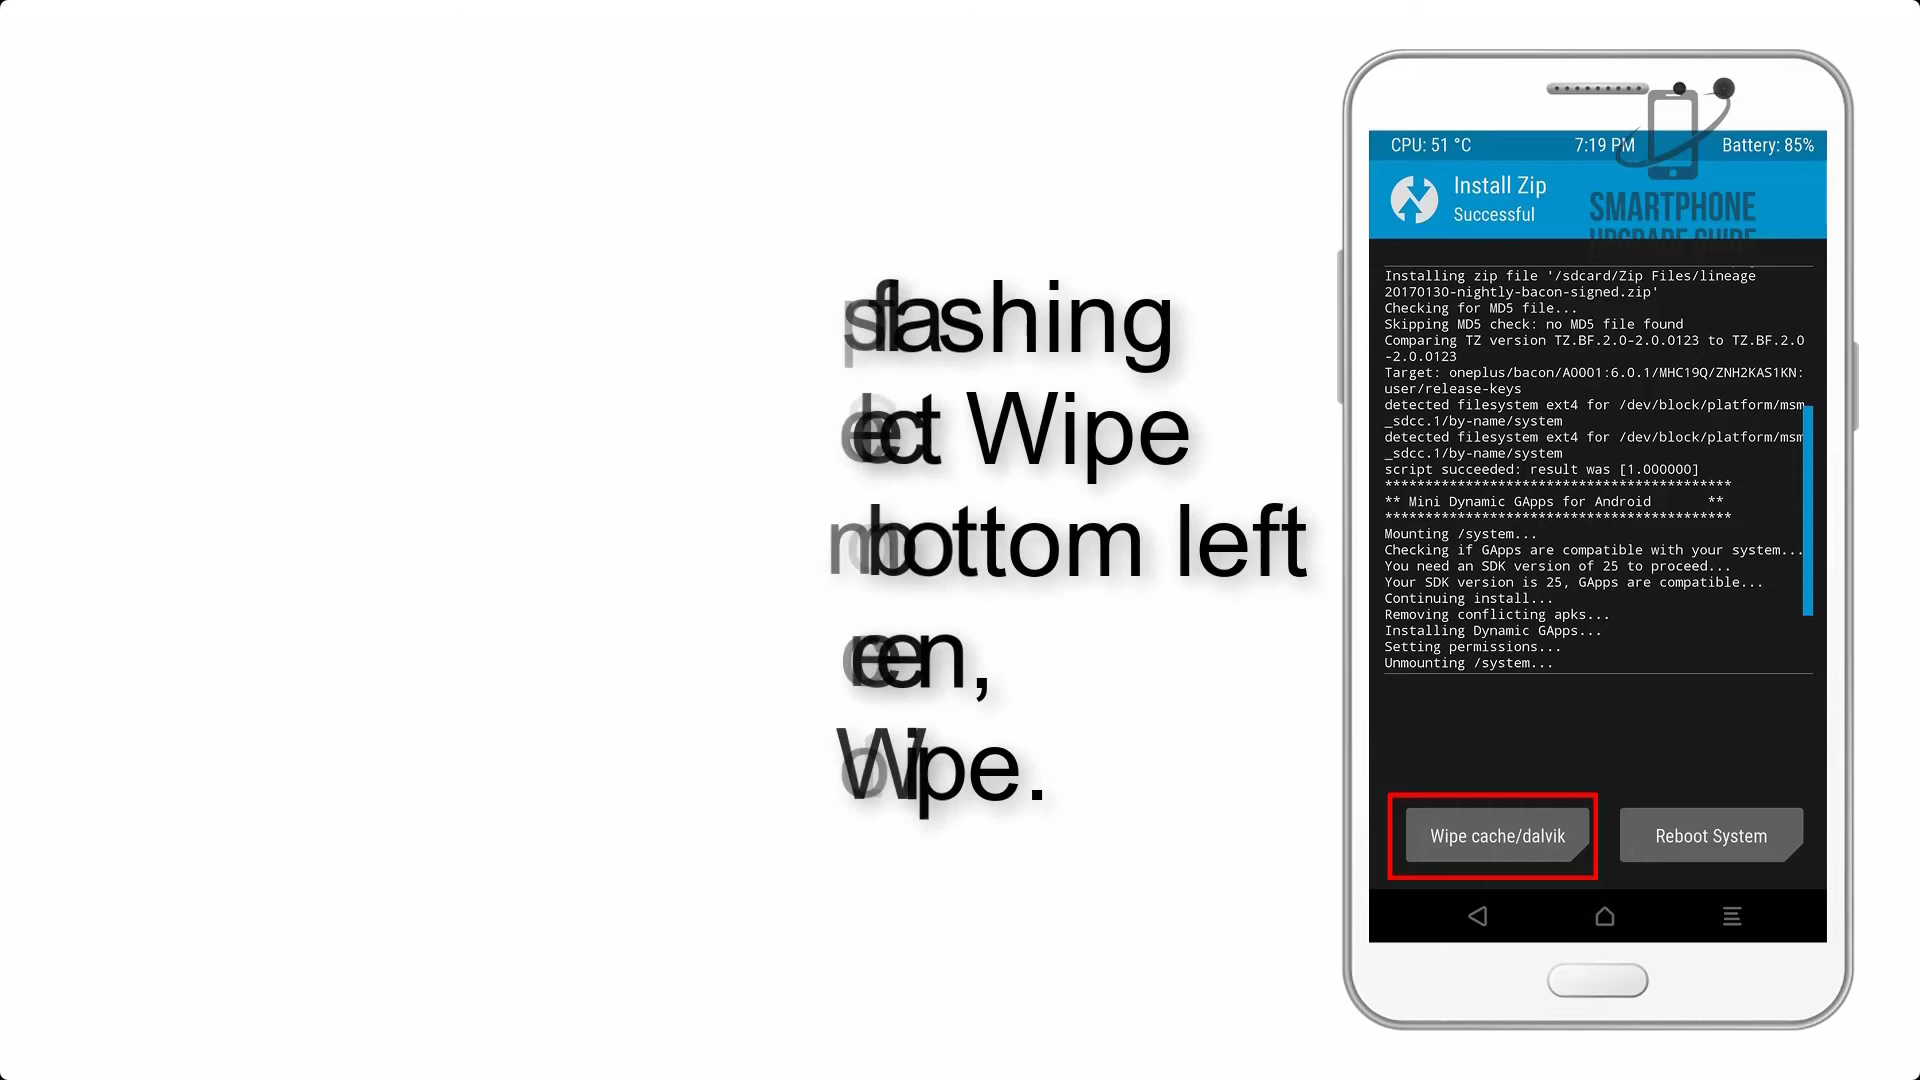 flashing
Wipe
bottom left
Wipe.
CPU: 51 °C 7:19 PM Battery: 85%
Install Zip
Successful
SMARTPHONE
UPGRADE GUIDE
Installing zip file '/sdcard/Zip Files/lineage
20170130-nightly-bacon-signed.zip'
Checking for MD5 file...
Skipping MD5 check: no MD5 file found
Comparing TZ version TZ.BF.2.0-2.0.0123 to TZ.BF.2.0
-2.0.0123
Target: oneplus/bacon/A0001:6.0.1/MHC19Q/ZNH2KAS1KN:
user/release-keys
detected filesystem ext4 for /dev/block/platform/msm
_sdcc.1/by-name/system
detected filesystem ext4 for /dev/block/platform/msm
_sdcc.1/by-name/system
script succeeded: result was [1.000000]
*******************************************
** Mini Dynamic GApps for Android **
*******************************************
Mounting /system...
Checking if GApps are compatible with your system...
You need an SDK version of 25 to proceed...
Your SDK version is 25, GApps are compatible...
Continuing install...
Removing conflicting apks...
Installing Dynamic GApps...
Setting permissions...
Unmounting /system...
Wipe cache/dalvik Reboot System